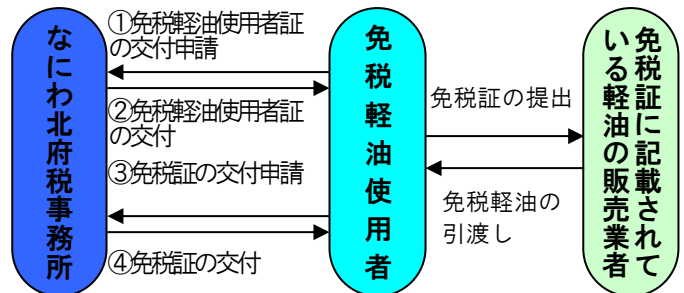 なにわ北府税事務所
①免税軽油使用者証
の交付申請
②免税軽油使用者証
の交付
③免税証の交付申請
④免税証の交付
免税軽油使用者
免税証の提出
免税軽油の
引渡し
免税証に記載されて
いる軽油の販売業者